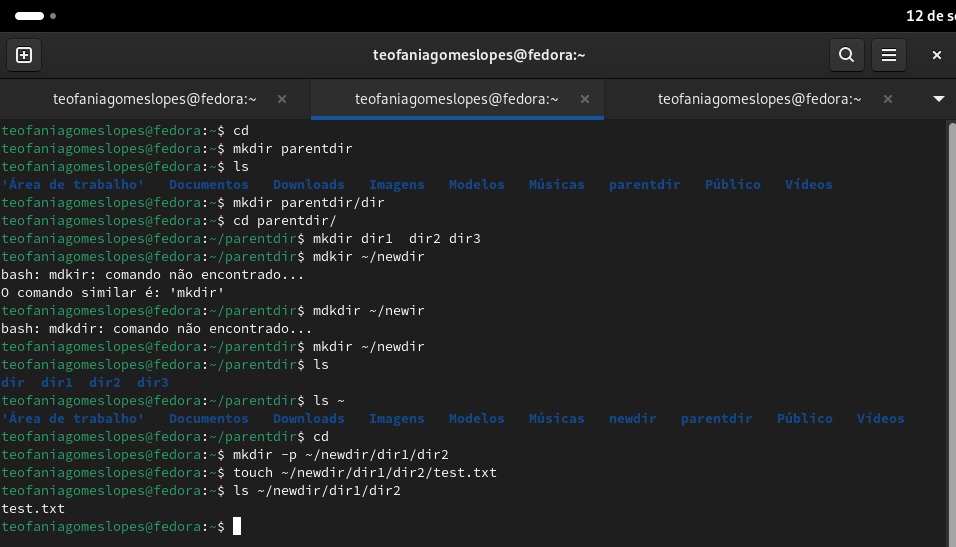 12 de s
teofaniagomeslopes@fedora:~
teofaniagomeslopes@fedora:~ teofaniagomeslopes@fedora:~ teofaniagomeslopes@fedora:~
teofaniagomeslopes@fedora:~$ cd
teofaniagomeslopes@fedora:~$ mkdir parentdir
teofaniagomeslopes@fedora:~$ ls
'Área de trabalho'   Documentos   Downloads   Imagens   Modelos   Músicas   parentdir   Público   Vídeos
teofaniagomeslopes@fedora:~$ mkdir parentdir/dir
teofaniagomeslopes@fedora:~$ cd parentdir/
teofaniagomeslopes@fedora:~/parentdir$ mkdir dir1  dir2 dir3
teofaniagomeslopes@fedora:~/parentdir$ mdkir ~/newdir
bash: mdkir: comando não encontrado...
O comando similar é: 'mkdir'
teofaniagomeslopes@fedora:~/parentdir$ mdkdir ~/newir
bash: mdkdir: comando não encontrado...
teofaniagomeslopes@fedora:~/parentdir$ mkdir ~/newdir
teofaniagomeslopes@fedora:~/parentdir$ ls
dir  dir1  dir2  dir3
teofaniagomeslopes@fedora:~/parentdir$ ls ~
'Área de trabalho'   Documentos   Downloads   Imagens   Modelos   Músicas   newdir   parentdir   Público   Vídeos
teofaniagomeslopes@fedora:~/parentdir$ cd
teofaniagomeslopes@fedora:~$ mkdir -p ~/newdir/dir1/dir2
teofaniagomeslopes@fedora:~$ touch ~/newdir/dir1/dir2/test.txt
teofaniagomeslopes@fedora:~$ ls ~/newdir/dir1/dir2
test.txt
teofaniagomeslopes@fedora:~$